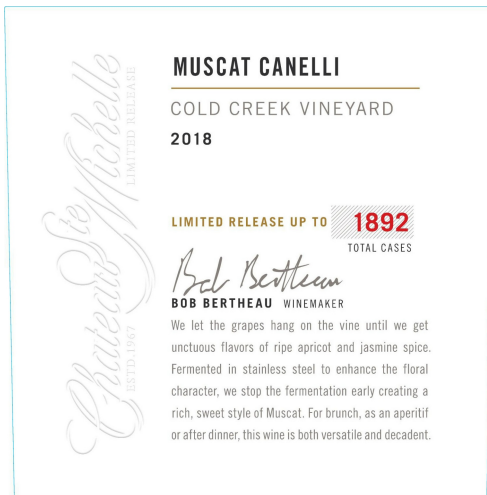 MUSCAT CANELLI
COLD CREEK VINEYARD
2018
Chateau Ste Michelle
LIMITED RELEASE
ESTD.1967
LIMITED RELEASE UP TO 1892
TOTAL CASES
Bob Bertheau
BOB BERTHEAU WINEMAKER
We let the grapes hang on the vine until we get
unctuous flavors of ripe apricot and jasmine spice.
Fermented in stainless steel to enhance the floral
character, we stop the fermentation early creating a
rich, sweet style of Muscat. For brunch, as an aperitif
or after dinner, this wine is both versatile and decadent.